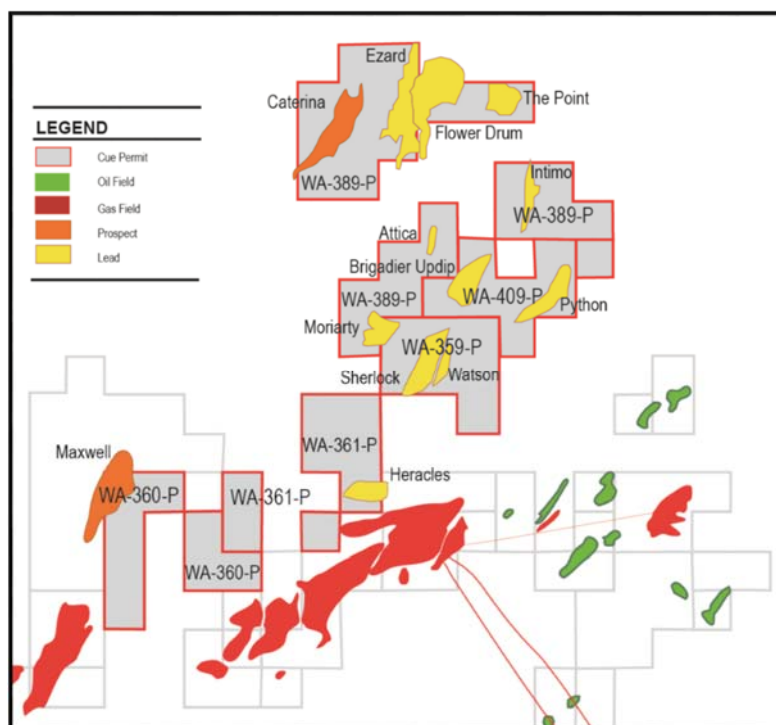 Ezard
Caterina
The Point
Flower Drum
WA-389-P
LEGEND
Cue Permit
Oil Field
Gas Field
Prospect
Lead
Intimo
WA-389-P
Attica
Brigadier Updip
WA-389-P
WA-409-P
Python
Moriarty
WA-359-P
Sherlock
Watson
WA-361-P
Maxwell
Heracles
WA-360-P
WA-361-P
WA-360-P